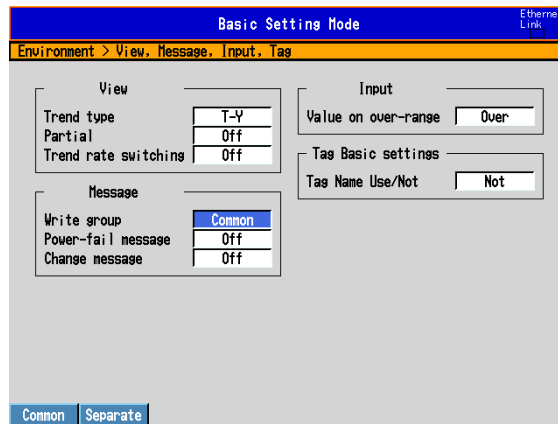 Basic Setting Mode
Etherne
Link
Environment > View, Message, Input, Tag
View
Trend type T-Y
Partial Off
Trend rate switching Off
Message
Write group Common
Power-fail message Off
Change message Off
Input
Value on over-range Over
Tag Basic settings
Tag Name Use/Not Not
Common Separate